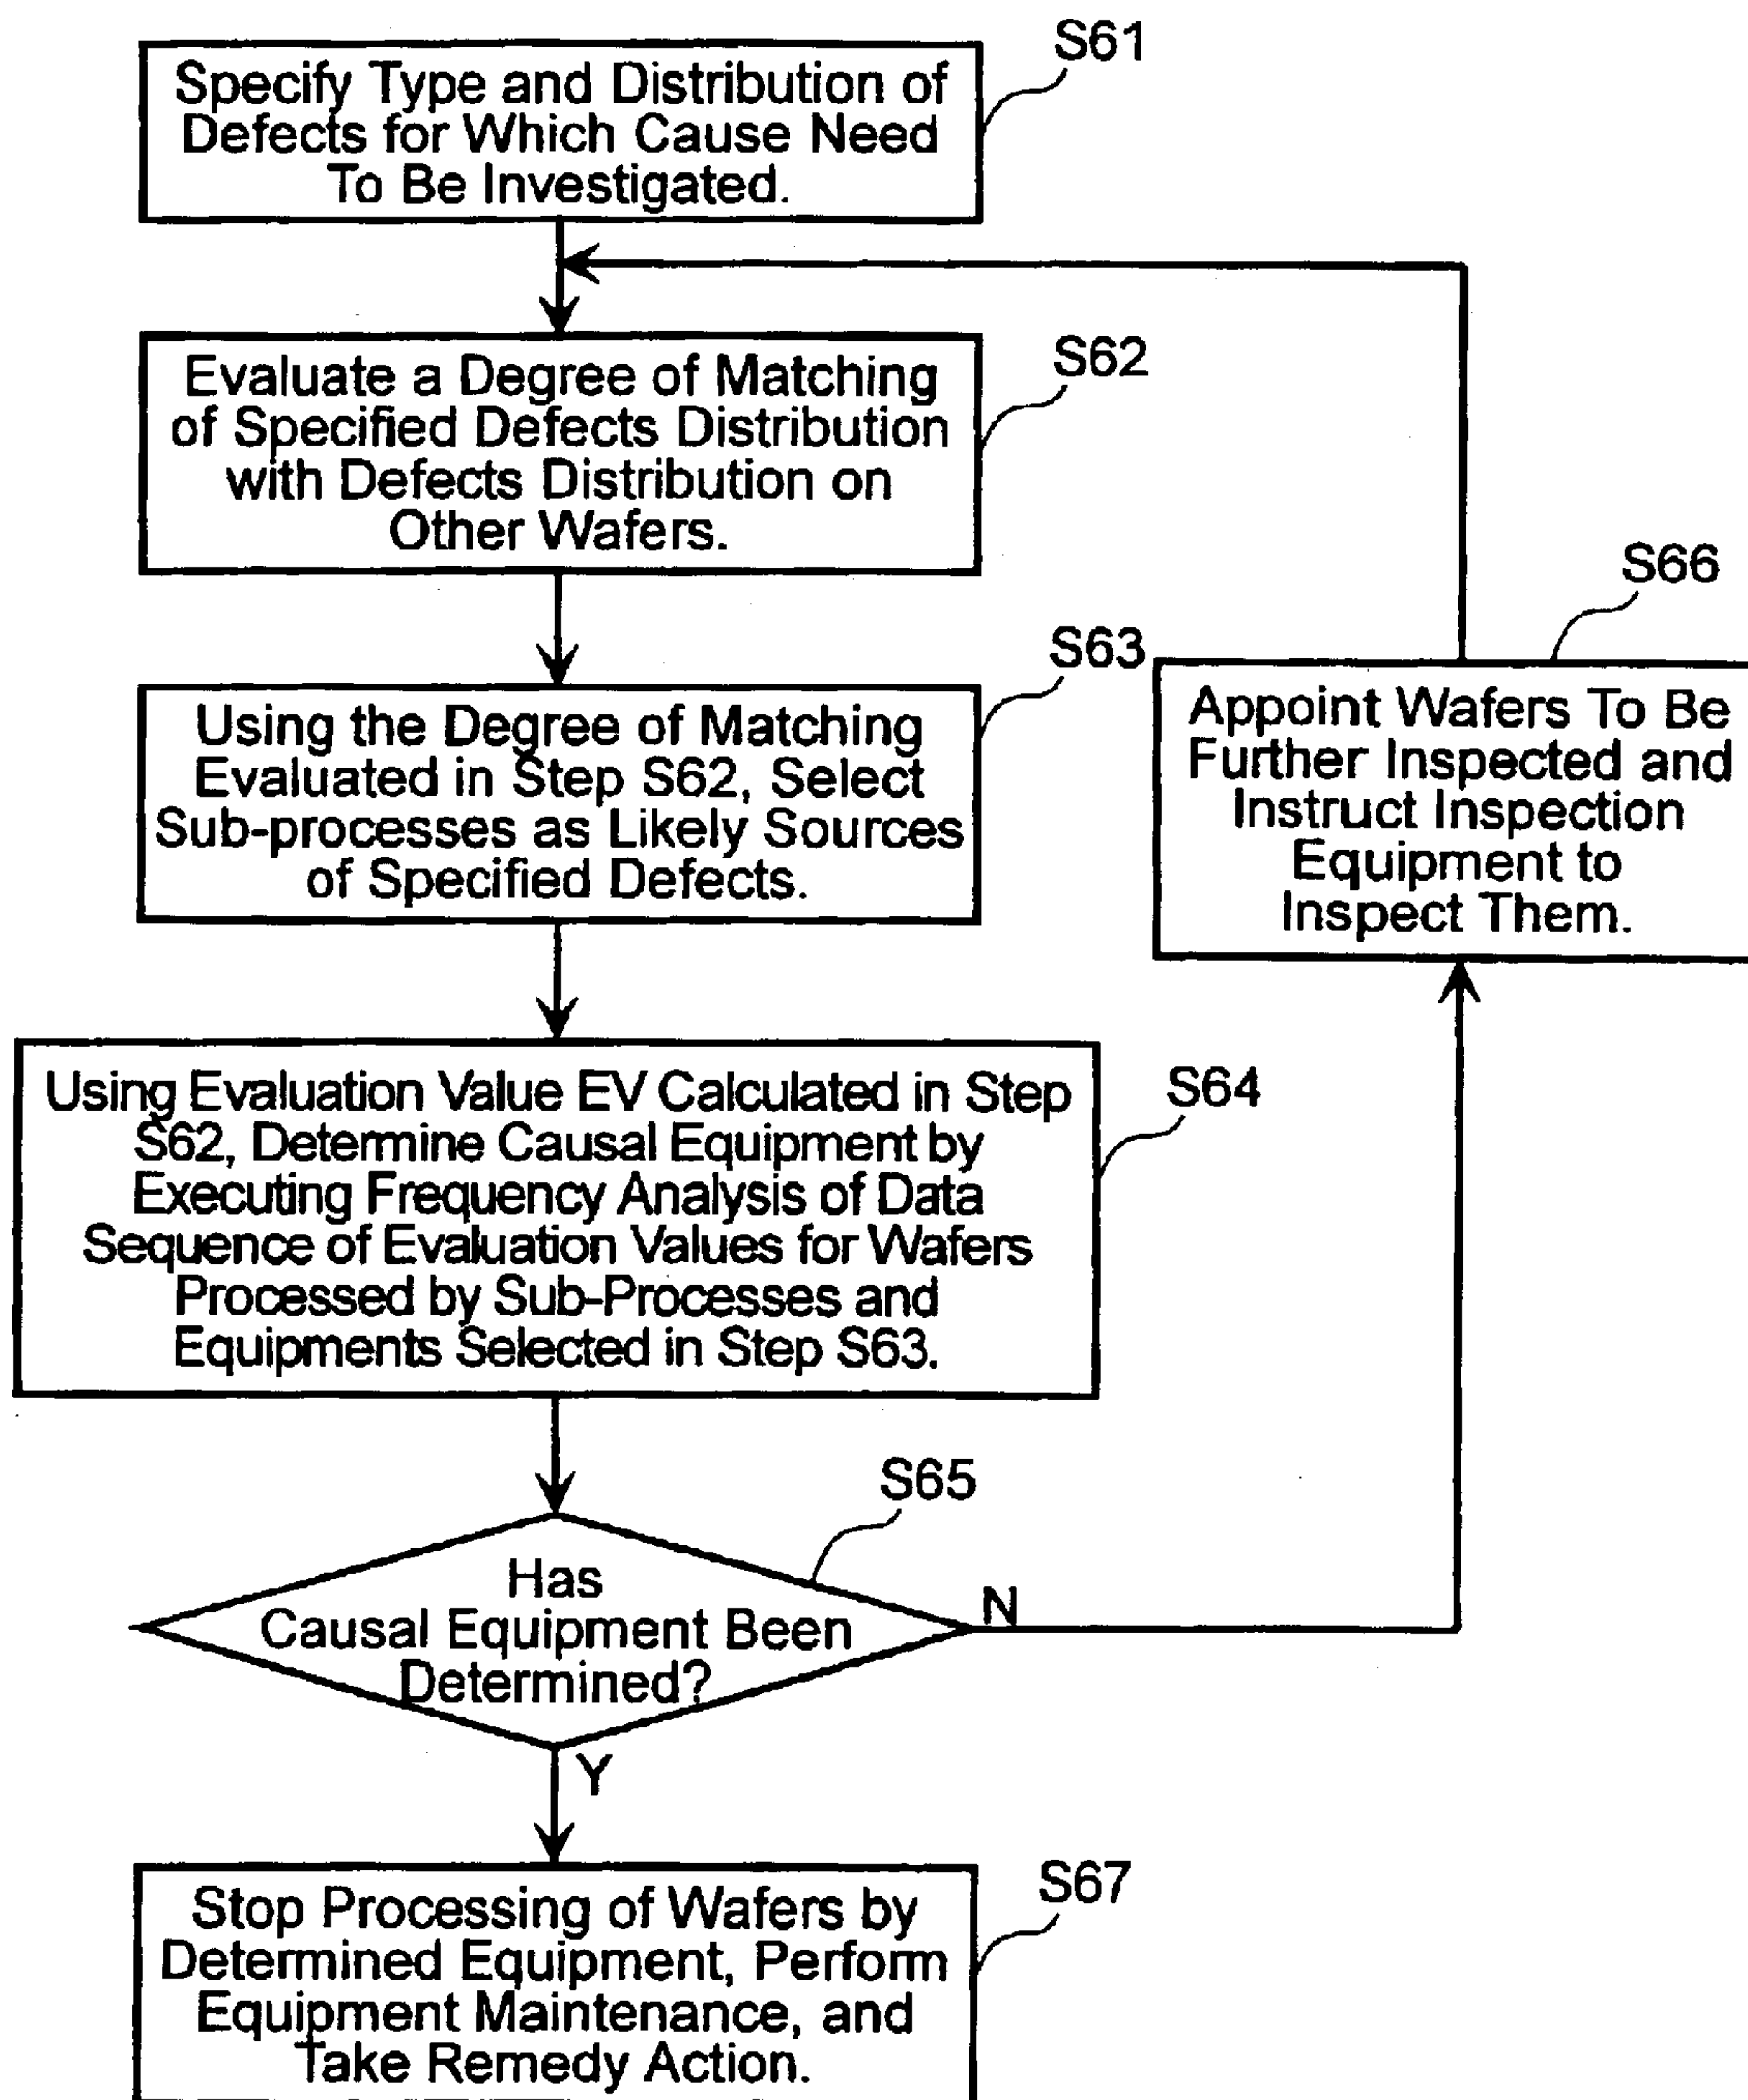 S61
Specify Type and Distribution of
Defects for Which Cause Need
To Be Investigated.
S62
Evaluate a Degree of Matching
of Specified Defects Distribution
with Defects Distribution on
Other Wafers.
S63
Using the Degree of Matching
Evaluated in Step S62, Select
Sub-processes as Likely Sources
of Specified Defects.
S66
Appoint Wafers To Be
Further Inspected and
Instruct Inspection
Equipment to
Inspect Them.
S64
Using Evaluation Value EV Calculated in Step
S62, Determine Causal Equipment by
Executing Frequency Analysis of Data
Sequence of Evaluation Values for Wafers
Processed by Sub-Processes and
Equipments Selected in Step S63.
S65
Has
Causal Equipment Been
Determined?
N
Y
S67
Stop Processing of Wafers by
Determined Equipment, Perform
Equipment Maintenance, and
Take Remedy Action.